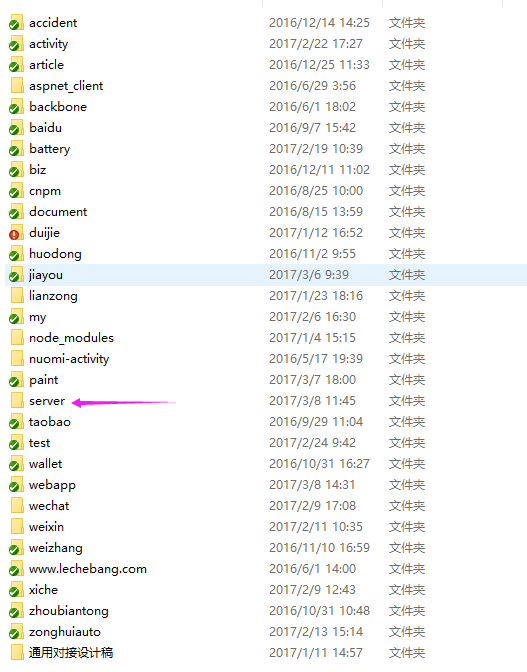 accident 2016/12/14 14:25 文件夹
activity 2017/2/22 17:27 文件夹
article 2016/12/25 11:33 文件夹
aspnet_client 2016/6/29 3:56 文件夹
backbone 2016/6/1 18:02 文件夹
baidu 2016/9/7 15:42 文件夹
battery 2017/2/19 10:39 文件夹
biz 2016/12/11 11:02 文件夹
cnpm 2016/8/25 10:00 文件夹
document 2016/8/15 13:59 文件夹
duijie 2017/1/12 16:52 文件夹
huodong 2016/11/2 9:55 文件夹
jiayou 2017/3/6 9:39 文件夹
lianzong 2017/1/23 18:16 文件夹
my 2017/2/6 16:30 文件夹
node_modules 2017/1/4 15:15 文件夹
nuomi-activity 2016/5/17 19:39 文件夹
paint 2017/3/7 18:00 文件夹
server 2017/3/8 11:45 文件夹
taobao 2016/9/29 11:04 文件夹
test 2017/2/24 9:42 文件夹
wallet 2016/10/31 16:27 文件夹
webapp 2017/3/8 14:31 文件夹
wechat 2017/2/9 17:08 文件夹
weixin 2017/2/11 10:35 文件夹
weizhang 2016/11/10 16:59 文件夹
www.lechebang.com 2016/6/1 14:00 文件夹
xiche 2017/2/9 12:43 文件夹
zhoubiantong 2016/10/31 10:48 文件夹
zonghuiauto 2017/2/13 15:14 文件夹
通用对接设计稿 2017/1/11 14:57 文件夹